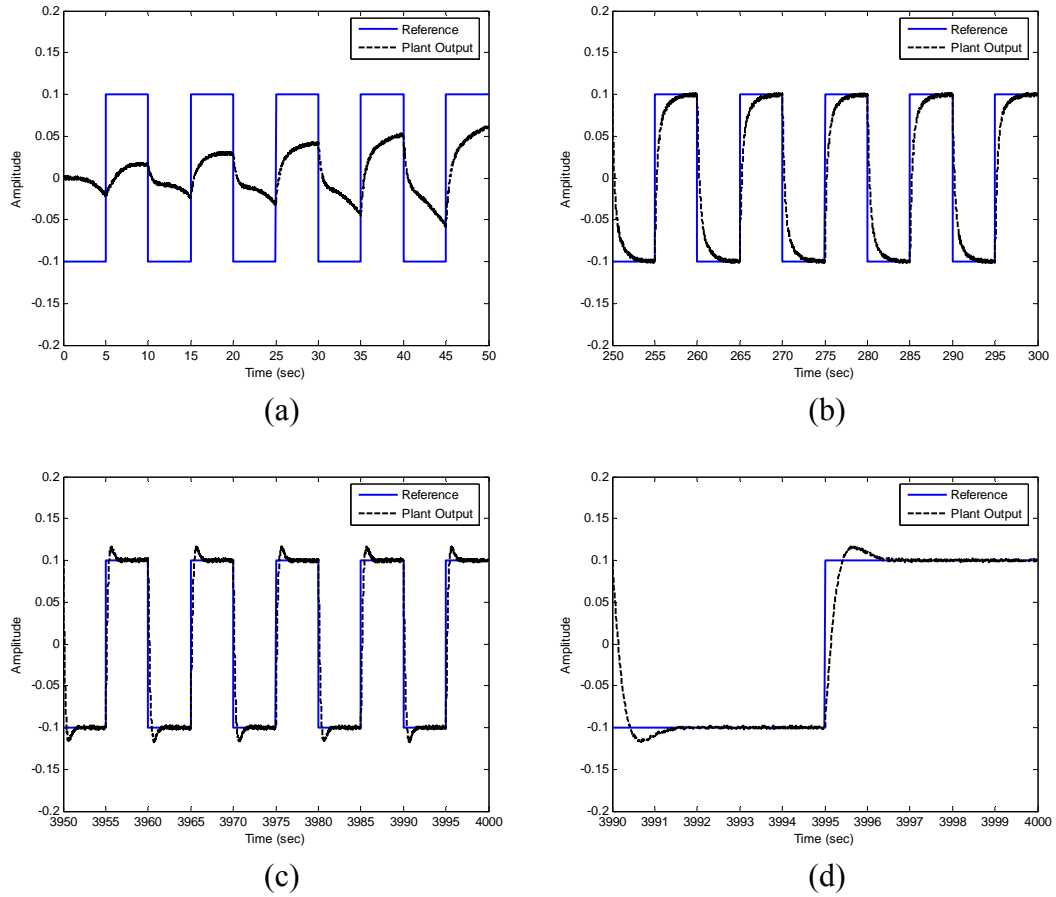 0.2
0.15
0.1
0.05
0
-0.05
-0.1
-0.15
-0.2
Amplitude
Reference
Plant Output
0 5 10 15 20 25 30 35 40 45 50
Time (sec)
(a)
0.2
0.15
0.1
0.05
0
-0.05
-0.1
-0.15
-0.2
Amplitude
Reference
Plant Output
250 255 260 265 270 275 280 285 290 295 300
Time (sec)
(b)
0.2
0.15
0.1
0.05
0
-0.05
-0.1
-0.15
-0.2
Amplitude
Reference
Plant Output
3950 3955 3960 3965 3970 3975 3980 3985 3990 3995 4000
Time (sec)
(c)
0.2
0.15
0.1
0.05
0
-0.05
-0.1
-0.15
-0.2
Amplitude
Reference
Plant Output
3990 3991 3992 3993 3994 3995 3996 3997 3998 3999 4000
Time (sec)
(d)